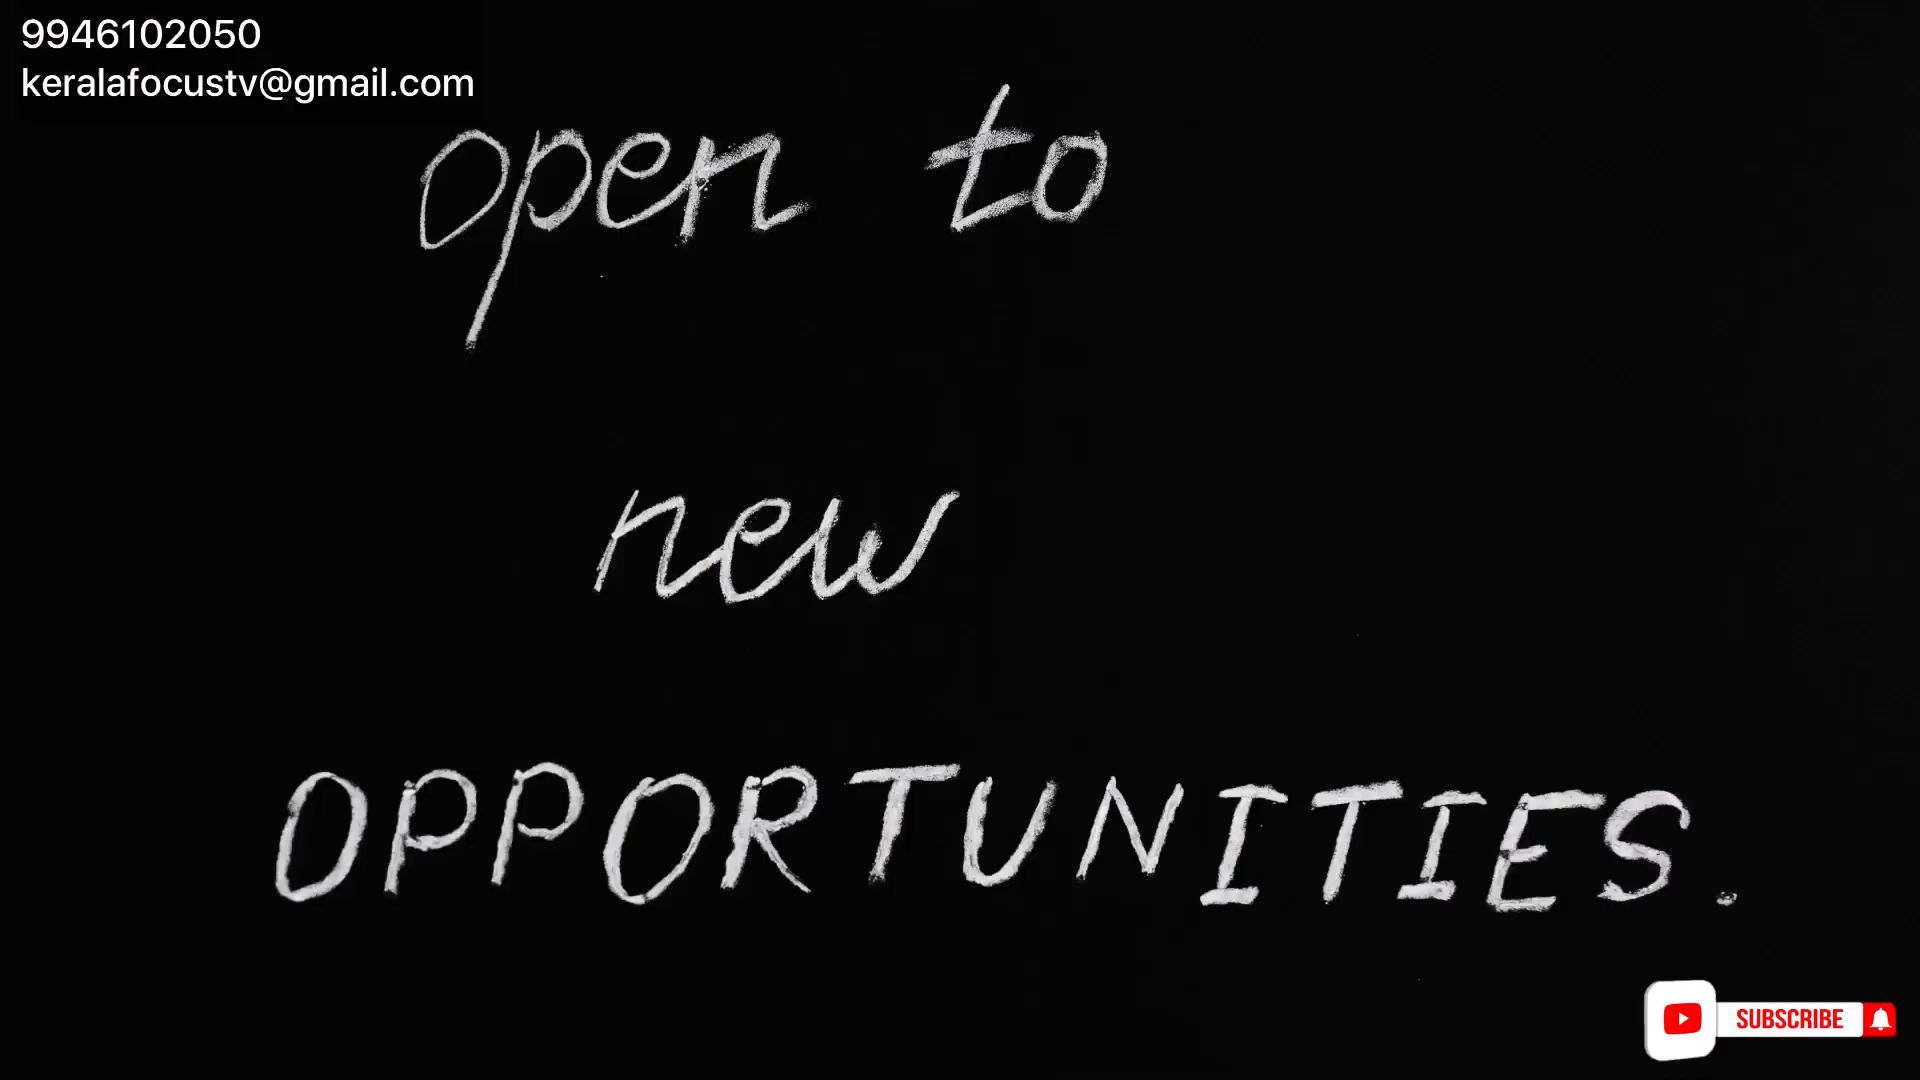 9946102050
keralafocustv@gmail.com
open to
new
OPPORTUNITIES.
SUBSCRIBE